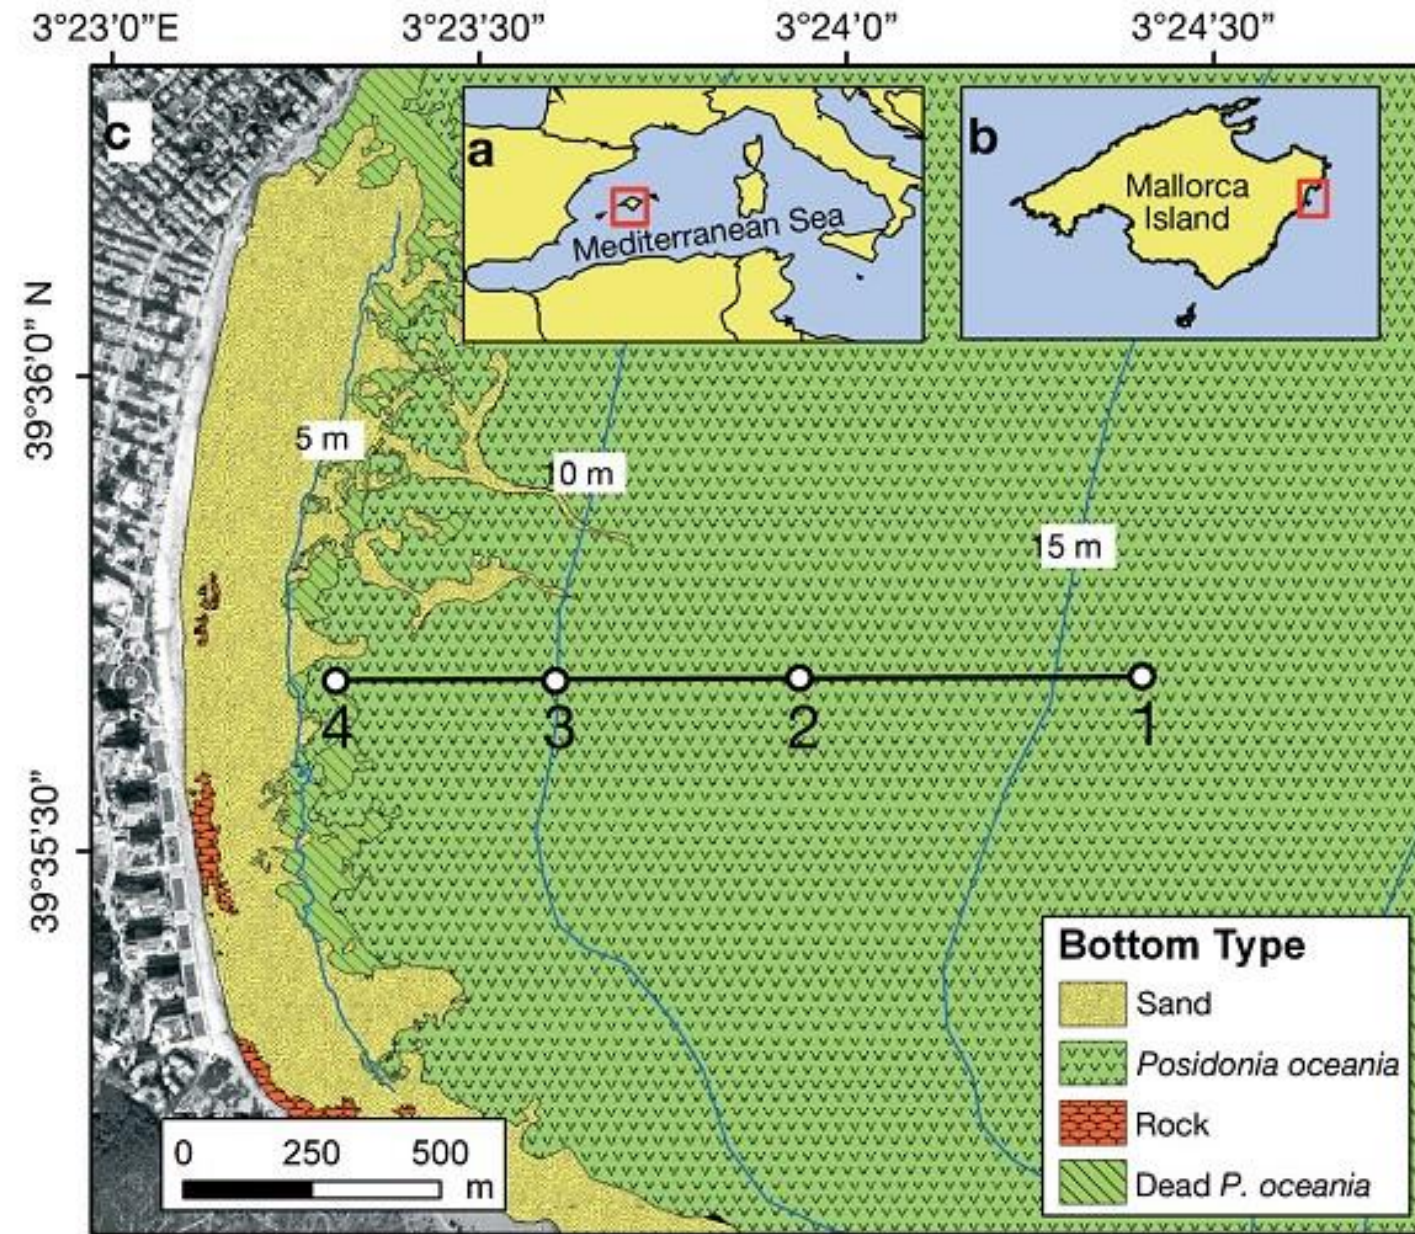 3°23’0”E
3°23’30”
3°24’0”
3°24’30”
c
a
Mediterranean Sea
b
Mallorca
Island
39°36’0” N
39°35’30”
5 m
10 m
15 m
4
3
2
1
Bottom Type
Sand
Posidonia oceania
Rock
Dead P. oceania
0
250
500
m